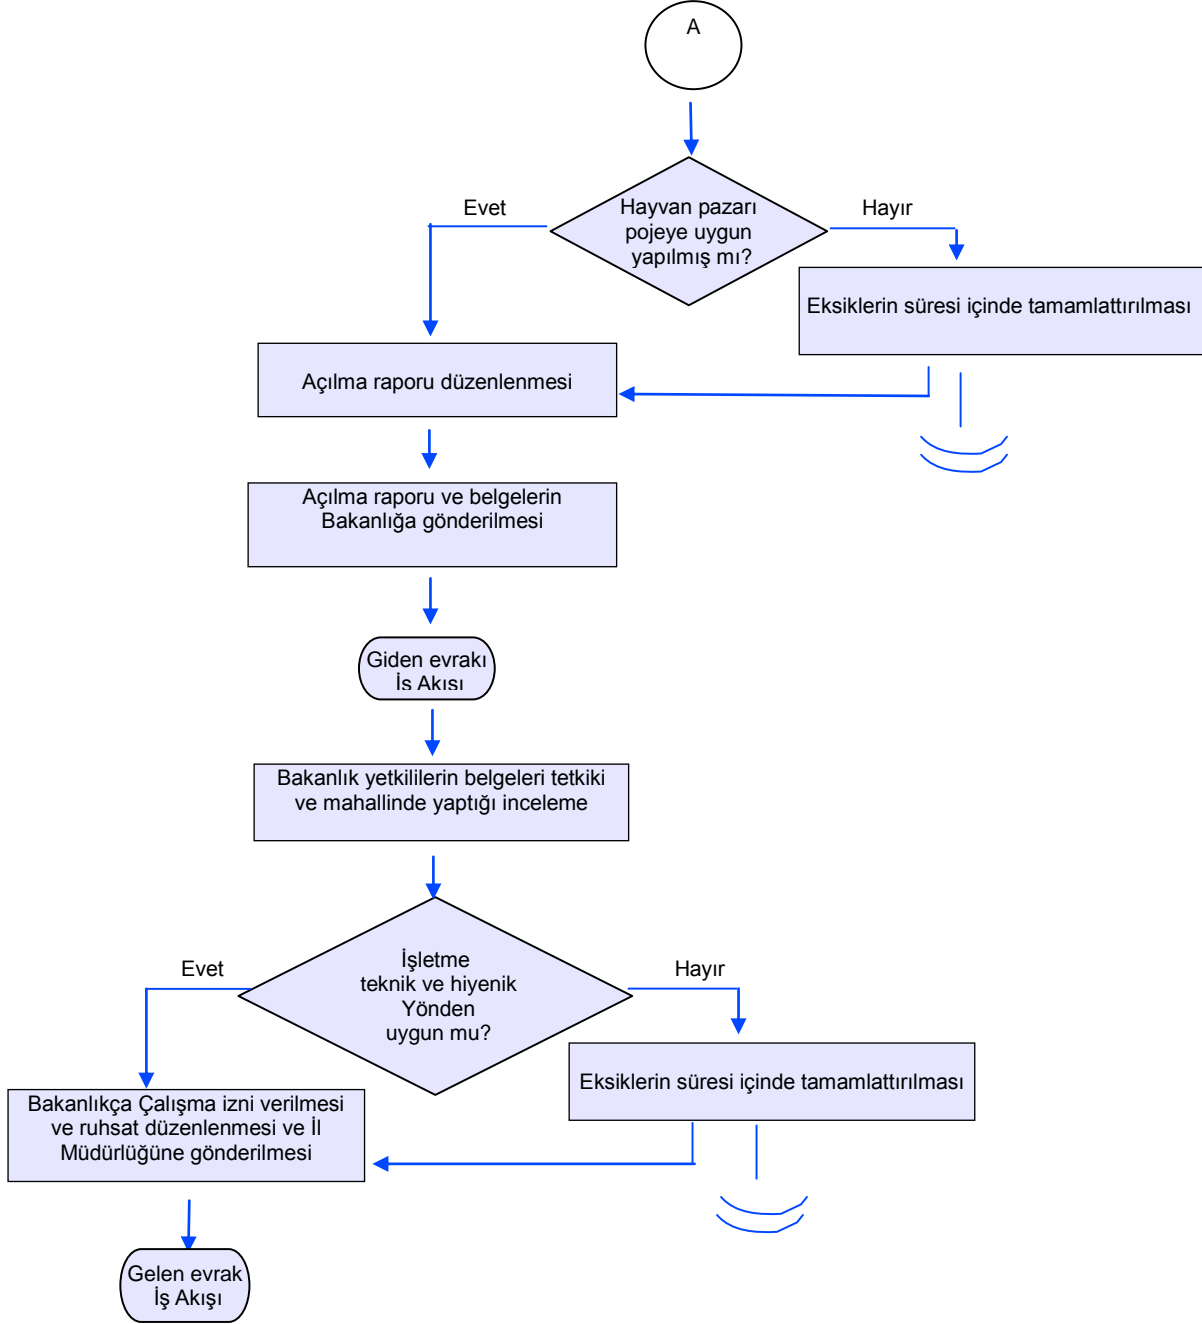 A
Evet
Hayvan pazarı
pojeye uygun
yapılmış mı?
Hayır
Eksiklerin süresi içinde tamamlattırılması
Açılma raporu düzenlenmesi
Açılma raporu ve belgelerin
Bakanlığa gönderilmesi
Giden evrakı
İş Akışı
Bakanlık yetkililerin belgeleri tetkiki
ve mahallinde yaptığı inceleme
Evet
İşletme
teknik ve hiyenik
Yönden
uygun mu?
Hayır
Eksiklerin süresi içinde tamamlattırılması
Bakanlıkça Çalışma izni verilmesi
ve ruhsat düzenlenmesi ve İl
Müdürlüğüne gönderilmesi
Gelen evrak
İş Akışı